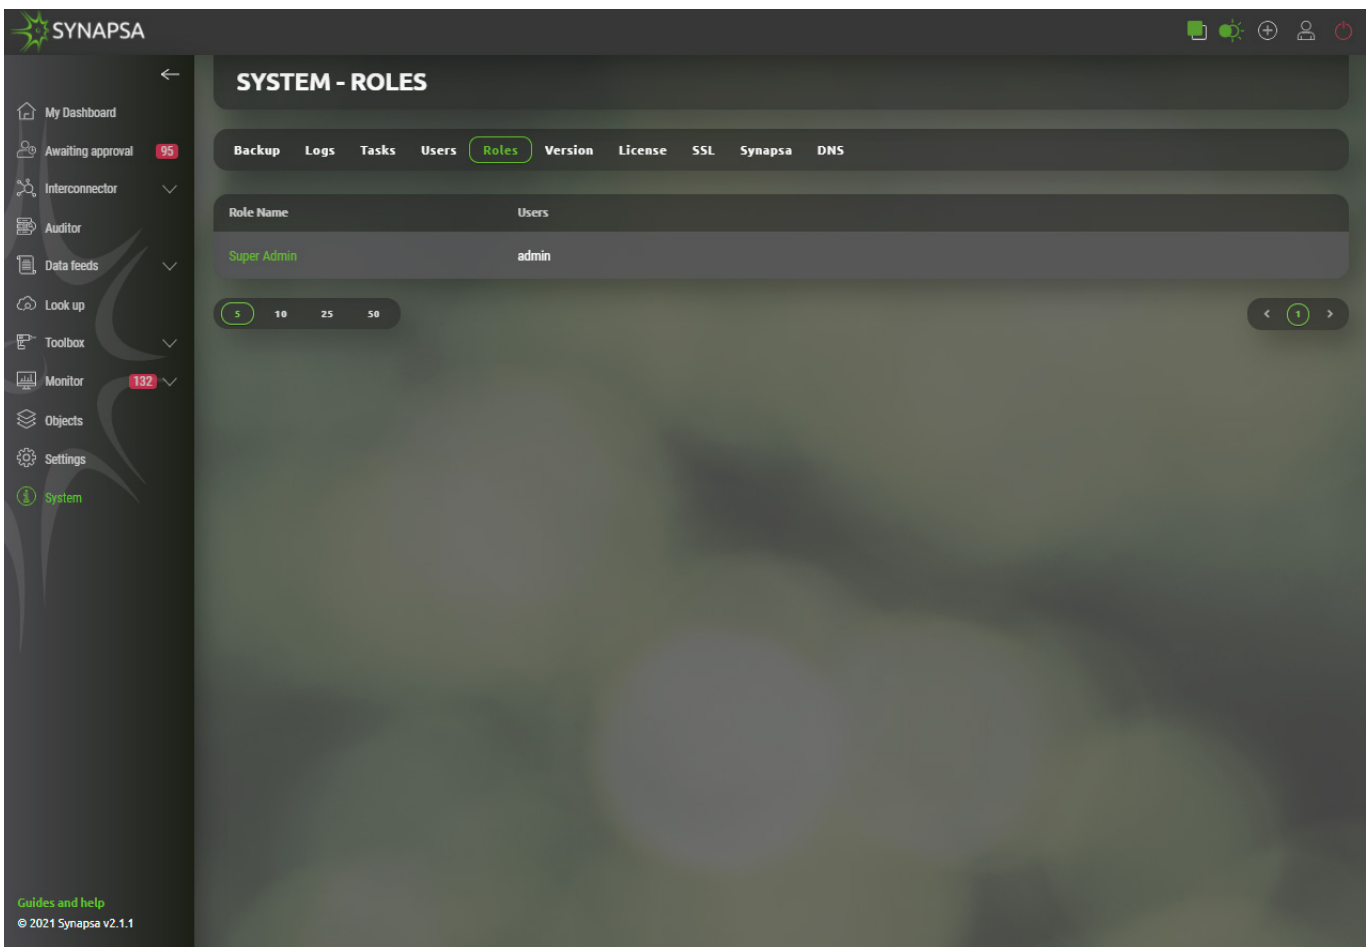 SYNAPSA
SYSTEM - ROLES
My Dashboard
Awaiting approval 95
Interconnector
Auditor
Data feeds
Look up
Toolbox
Monitor 132
Objects
Settings
System
Backup Logs Tasks Users Roles Version License SSL Synapsa DNS
Role Name Users
Super Admin admin
5 10 25 50
< 1 >
Guides and help
© 2021 Synapsa v2.1.1